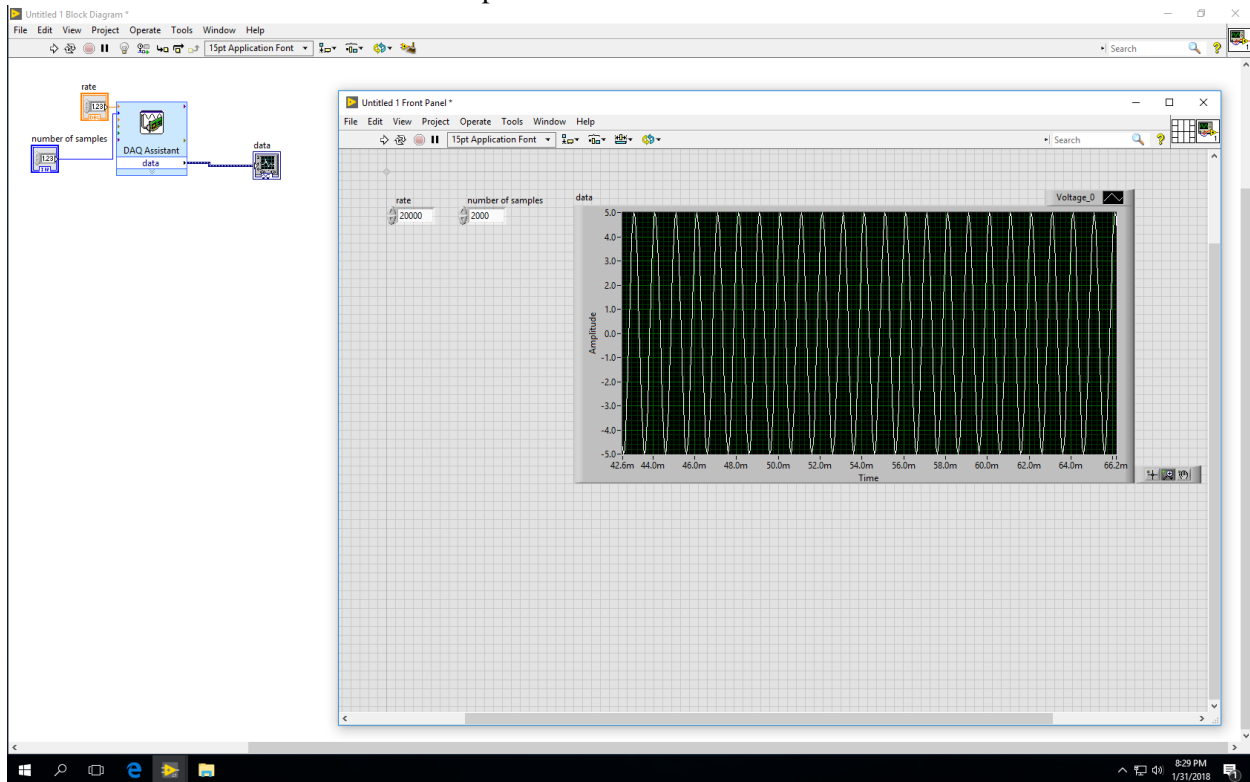 Untitled 1 Block Diagram *
File Edit View Project Operate Tools Window Help
15pt Application Font
Search
rate
123
number of samples
123
DAQ Assistant
data
data
Untitled 1 Front Panel *
File Edit View Project Operate Tools Window Help
15pt Application Font
Search
rate
20000
number of samples
2000
data
Voltage_0
5.0
4.0
3.0
2.0
1.0
0.0
-1.0
-2.0
-3.0
-4.0
-5.0
Amplitude
42.6m 44.0m 46.0m 48.0m 50.0m 52.0m 54.0m 56.0m 58.0m 60.0m 62.0m 64.0m 66.2m
Time
8:29 PM
1/31/2018